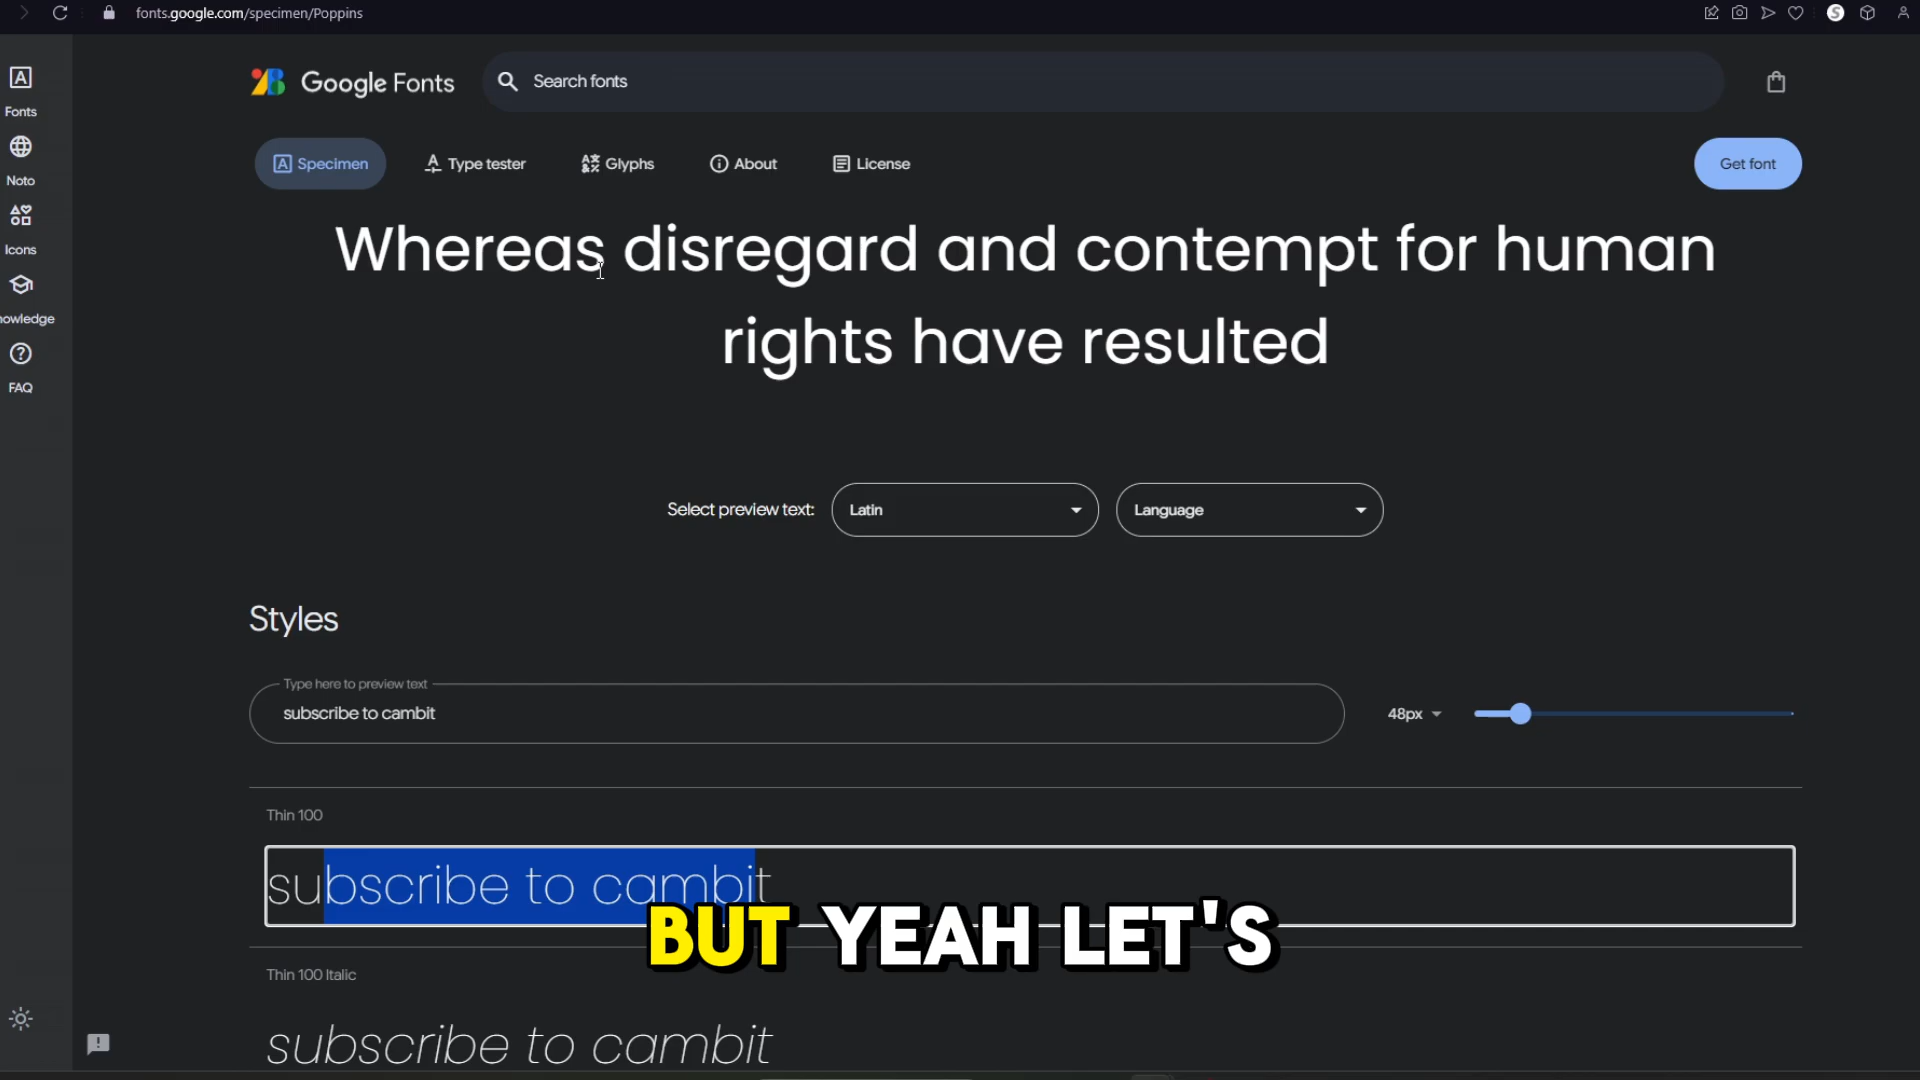 fonts.google.com/specimen/Poppins
Google Fonts
Search fonts
Fonts
Noto
Icons
nowledge
FAQ
Specimen
Type tester
Glyphs
About
License
Get font
Whereas disregard and contempt for human
rights have resulted
Select preview text:
Latin
Language
Styles
Type here to preview text
subscribe to cambit
48px
Thin 100
subscribe to cambit
BUT YEAH LET'S
Thin 100 Italic
subscribe to cambit